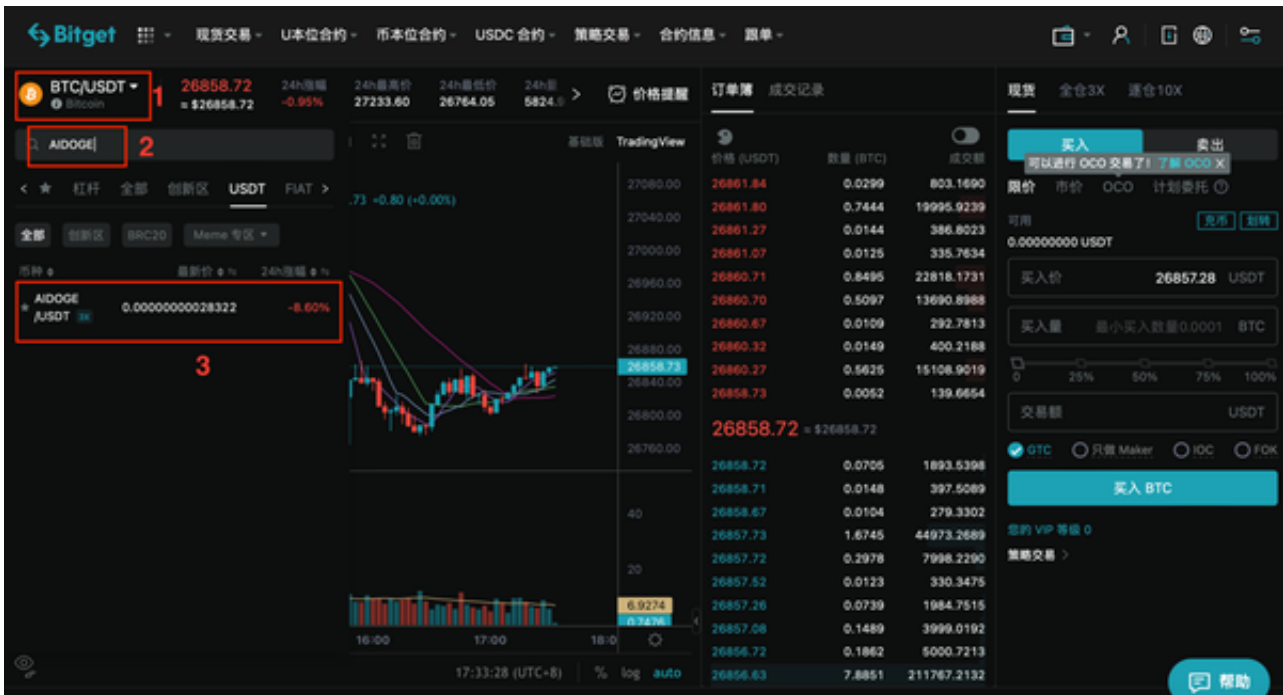 Bitget 现货交易 U本位合约 币本位合约 USDC 合约 策略交易 合约信息 跟单
BTC/USDT
Bitcoin
1
26858.72
≈ $26858.72
24h涨幅
-0.95%
24h最高价
27233.60
24h最低价
26764.05
24h
5824.
价格提醒
AIDOGE
2
杠杆 全部 创新区 USDT FIAT
全部 创新区 BRC20 Meme 专区
币种 最新价 24h涨幅
AIDOGE
/USDT 3X
0.00000000028322
-8.60%
3
基础版 TradingView
.73 +0.80 (+0.00%)
27080.00
27040.00
27000.00
26960.00
26920.00
26880.00
26858.73
26840.00
26800.00
26760.00
40
20
6.9274
0.7476
16:00 17:00 18:0
17:33:28 (UTC+8) % log auto
订单簿 成交记录
价格 (USDT) 数量 (BTC) 成交额
26861.84 0.0299 803.1690
26861.80 0.7444 19995.9239
26861.27 0.0144 386.8023
26861.07 0.0125 335.7634
26860.71 0.8495 22818.1731
26860.70 0.5097 13690.8988
26860.67 0.0109 292.7813
26860.32 0.0149 400.2188
26860.27 0.5625 15108.9019
26858.73 0.0052 139.6654
26858.72 ≈ $26858.72
26858.72 0.0705 1893.5398
26858.71 0.0148 397.5089
26858.67 0.0104 279.3302
26857.73 1.6745 44973.2689
26857.72 0.2978 7998.2290
26857.52 0.0123 330.3475
26857.26 0.0739 1984.7515
26857.08 0.1489 3999.0192
26856.72 0.1862 5000.7213
26856.63 7.8851 211767.2132
现货 全仓3X 逐仓10X
买入 卖出
可以进行 OCO 交易了! 了解 OCO X
限价 市价 OCO 计划委托
可用 充币 划转
0.00000000 USDT
买入价 26857.28 USDT
买入量 最小买入数量0.0001 BTC
0 25% 50% 75% 100%
交易额 USDT
GTC 只做 Maker IOC FOK
买入 BTC
您的 VIP 等级 0
策略交易
帮助